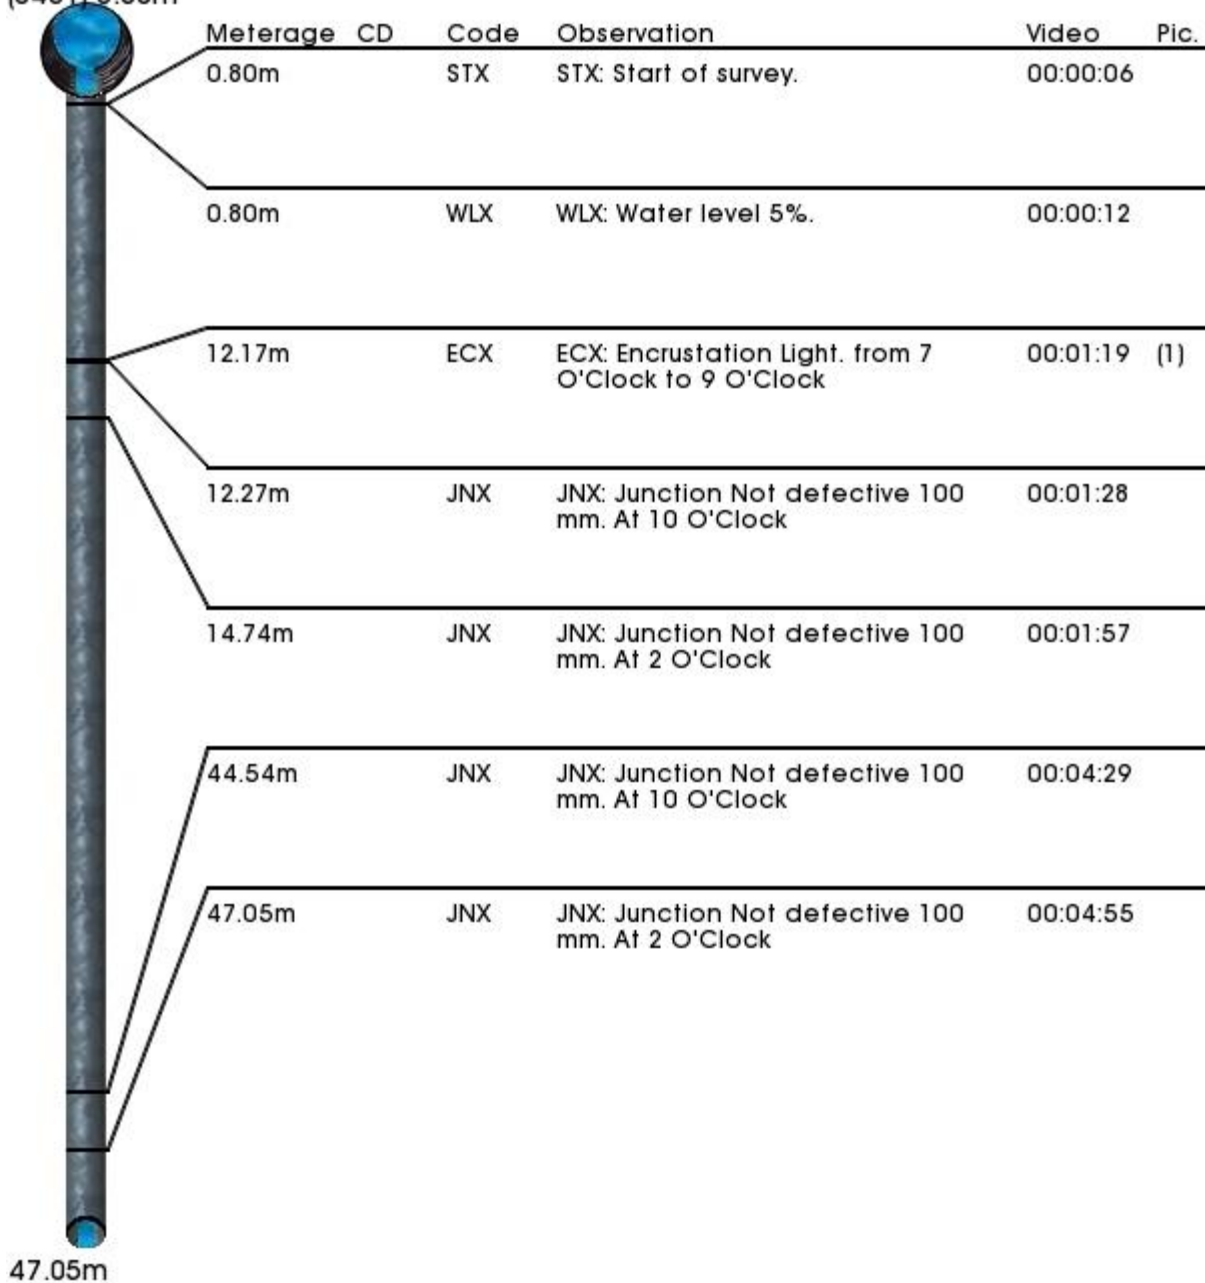 Meterage CD Code Observation Video Pic.
0.80m STX STX: Start of survey. 00:00:06
0.80m WLX WLX: Water level 5%. 00:00:12
12.17m ECX ECX: Encrustation Light. from 7 00:01:19 (1)
O'Clock to 9 O'Clock
12.27m JNX JNX: Junction Not defective 100 00:01:28
mm. At 10 O'Clock
14.74m JNX JNX: Junction Not defective 100 00:01:57
mm. At 2 O'Clock
44.54m JNX JNX: Junction Not defective 100 00:04:29
mm. At 10 O'Clock
47.05m JNX JNX: Junction Not defective 100 00:04:55
mm. At 2 O'Clock
47.05m